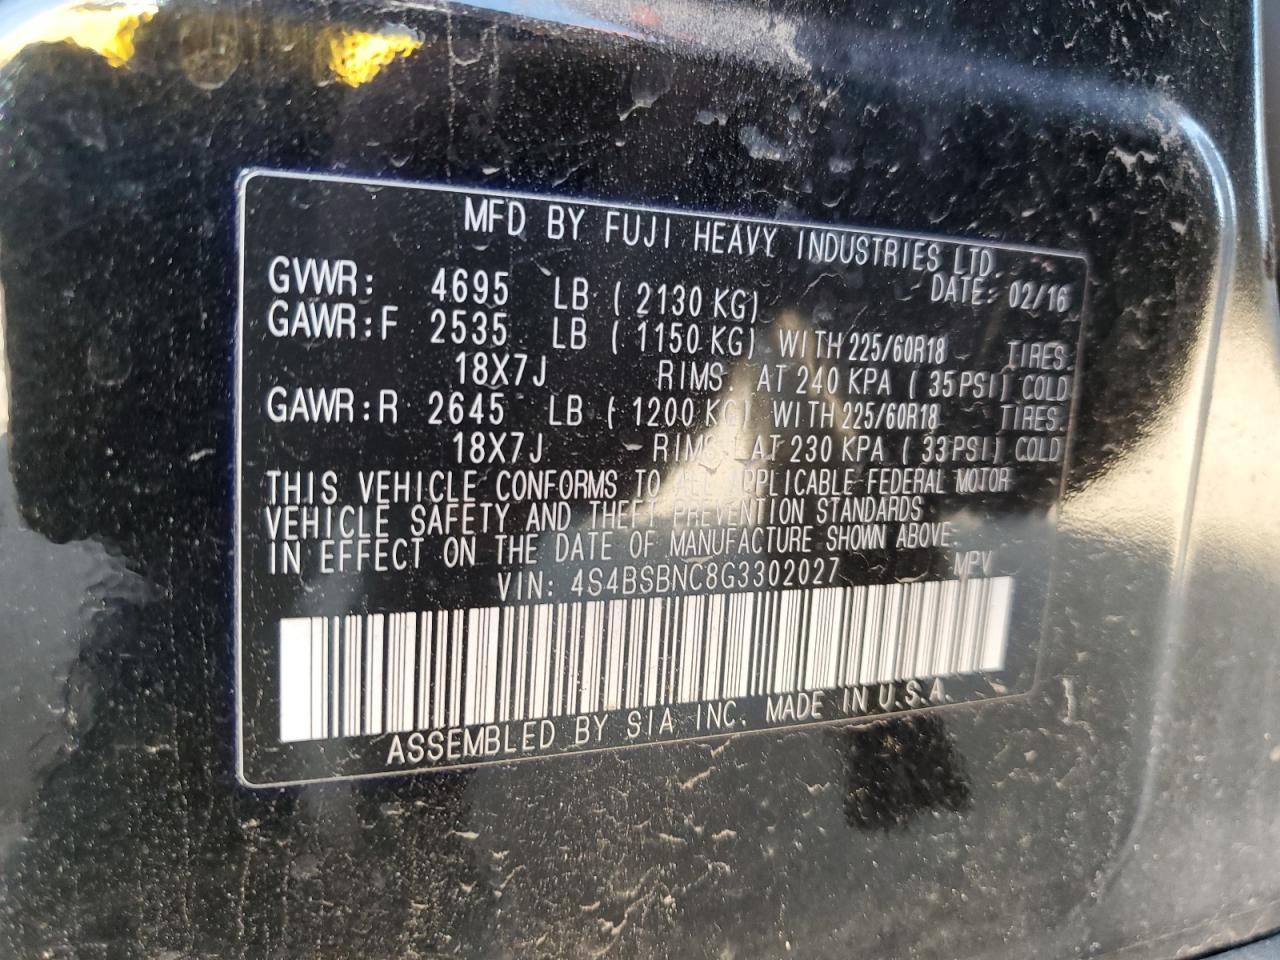 MFD BY FUJI HEAVY INDUSTRIES LTD.
DATE: 02/16
GVWR: 4695 LB ( 2130 KG)
GAWR:F 2535 LB ( 1150 KG) WITH 225/60R18 TIRES.
18X7J RIMS. AT 240 KPA ( 35 PSI) COLD
GAWR:R 2645 LB ( 1200 KG) WITH 225/60R18 TIRES.
18X7J RIMS. AT 230 KPA ( 33 PSI) COLD
THIS VEHICLE CONFORMS TO ALL APPLICABLE FEDERAL MOTOR
VEHICLE SAFETY AND THEFT PREVENTION STANDARDS
IN EFFECT ON THE DATE OF MANUFACTURE SHOWN ABOVE.
VIN: 4S4BSBNC8G3302027 MPV
ASSEMBLED BY SIA INC. MADE IN U.S.A.